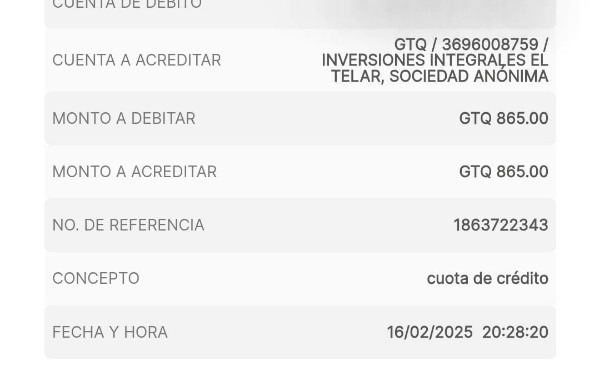 CUENTA DE DÉBITO
GTQ / 3696008759 /
CUENTA A ACREDITAR INVERSIONES INTEGRALES EL
TELAR, SOCIEDAD ANÓNIMA
MONTO A DEBITAR GTQ 865.00
MONTO A ACREDITAR GTQ 865.00
NO. DE REFERENCIA 1863722343
CONCEPTO cuota de crédito
FECHA Y HORA 16/02/2025 20:28:20